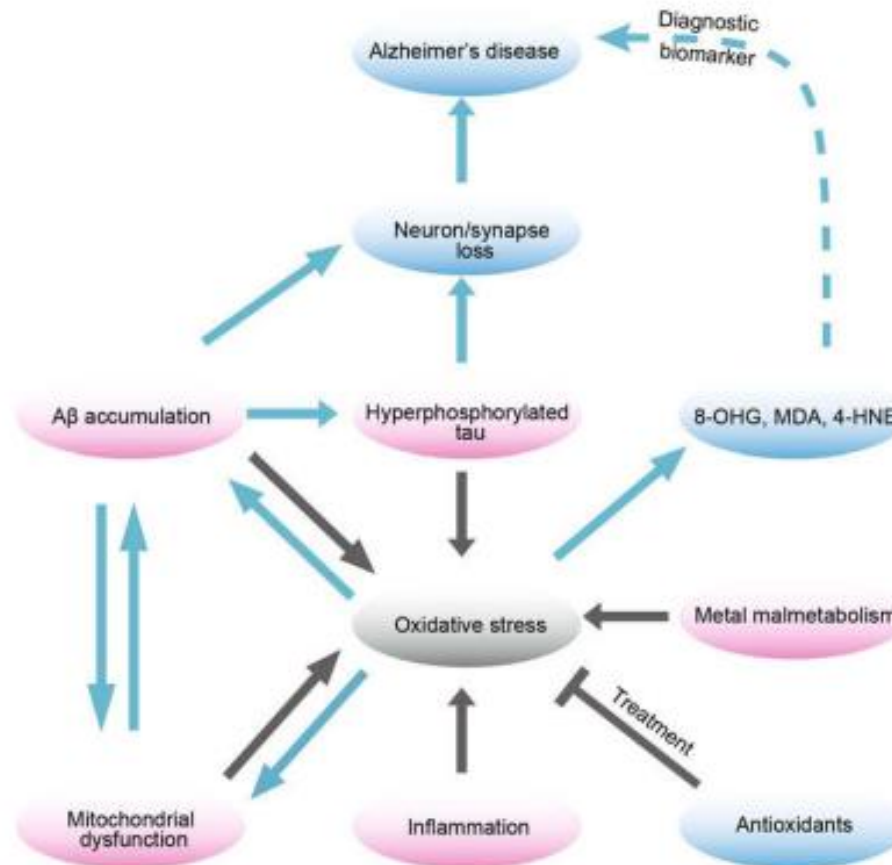 Diagnostic
biomarker
Alzheimer's disease
Neuron/synapse
loss
Aβ accumulation
Hyperphosphorylated
tau
8-OHG, MDA, 4-HNE
Oxidative stress
Metal malmetabolism
Treatment
Mitochondrial
dysfunction
Inflammation
Antioxidants